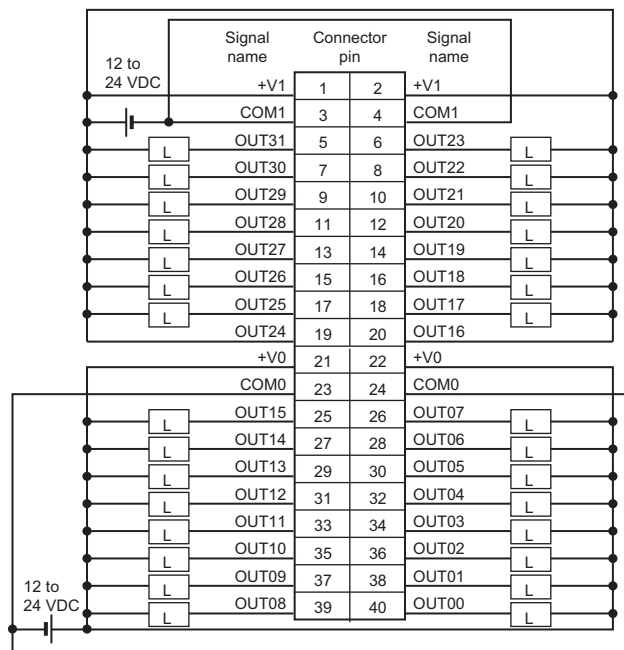 Signal name Connector pin Signal name
12 to 24 VDC
+V1 1 2 +V1
COM1 3 4 COM1
L OUT31 5 6 OUT23 L
L OUT30 7 8 OUT22 L
L OUT29 9 10 OUT21 L
L OUT28 11 12 OUT20 L
L OUT27 13 14 OUT19 L
L OUT26 15 16 OUT18 L
L OUT25 17 18 OUT17 L
OUT24 19 20 OUT16
+V0 21 22 +V0
COM0 23 24 COM0
L OUT15 25 26 OUT07 L
L OUT14 27 28 OUT06 L
L OUT13 29 30 OUT05 L
L OUT12 31 32 OUT04 L
L OUT11 33 34 OUT03 L
L OUT10 35 36 OUT02 L
L OUT09 37 38 OUT01 L
12 to 24 VDC
L OUT08 39 40 OUT00 L